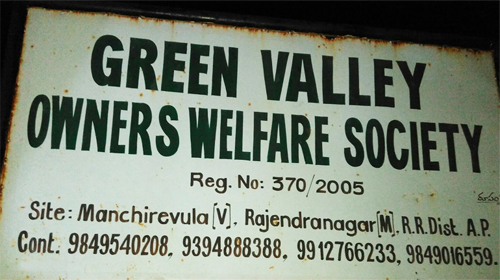 GREEN VALLEY
OWNERS WELFARE SOCIETY
Reg. No: 370/2005
Site: Manchirevula [V]. Rajendranagar [M], R.R.Dist. A.P.
Cont. 9849540208, 9394888388, 9912766233, 9849016559